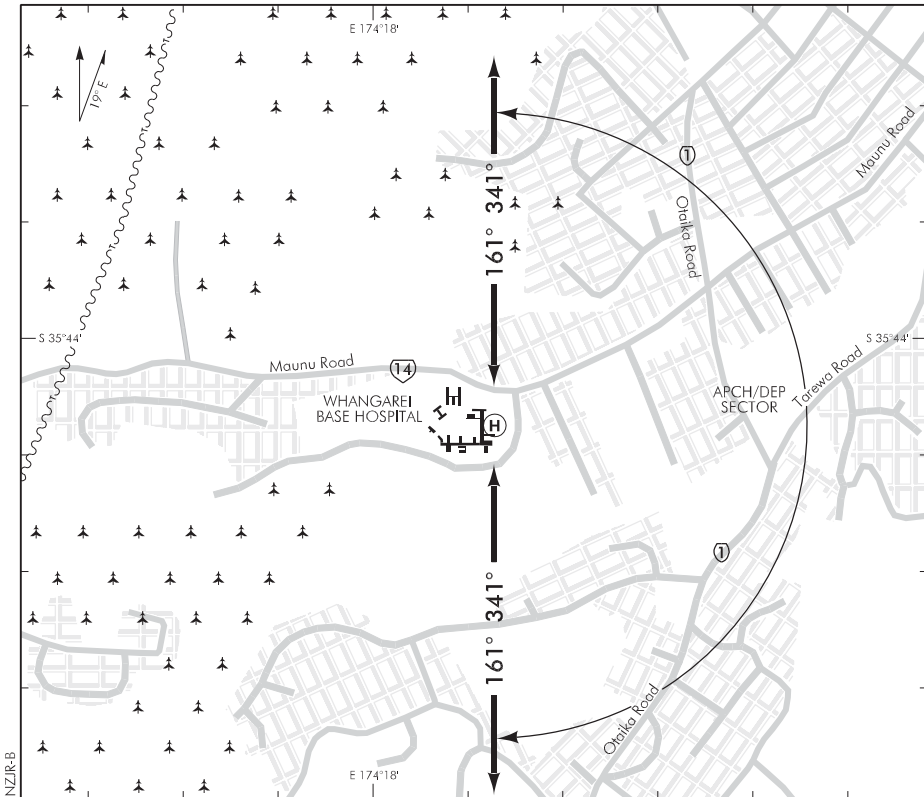 E 174°18'
19° E
161° 341°
1
Maunu Road
Otaika Road
S 35°44'
S 35°44'
Maunu Road
14
WHANGAREI
BASE HOSPITAL
H
APCH/DEP
SECTOR
Tarewa Road
1
161° 341°
Otaika Road
E 174°18'
NZJR-B